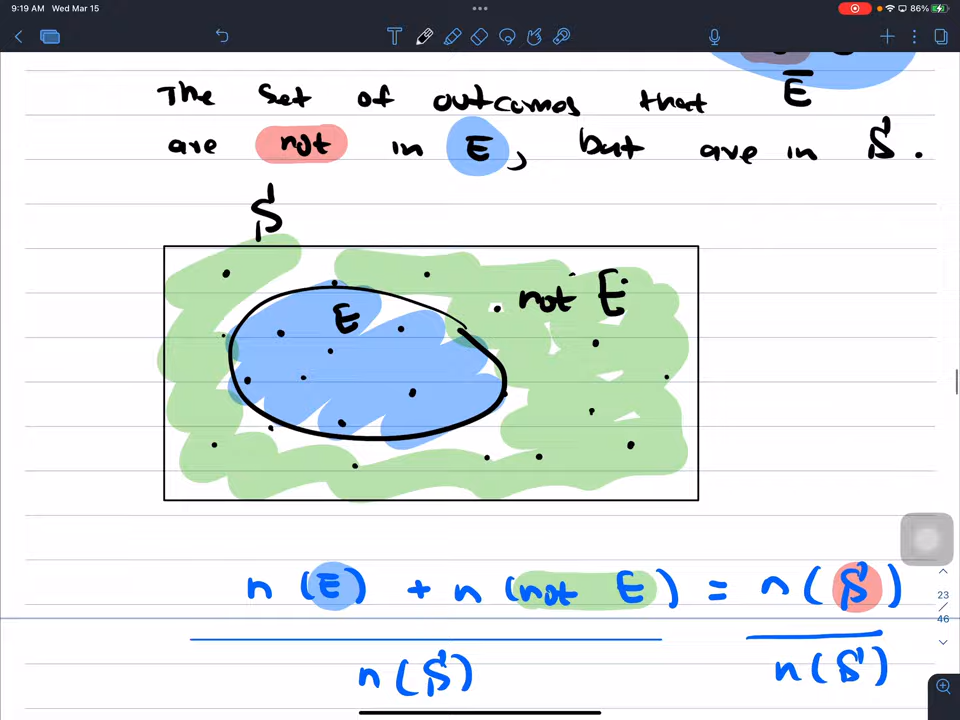 9:19 AM Wed Mar 15
86%
The set of outcomes that E̅
are not in E, but are in S.
S
E
not E
n (E) + n (not E) = n (S)
n (S) n (S)
23
/
46